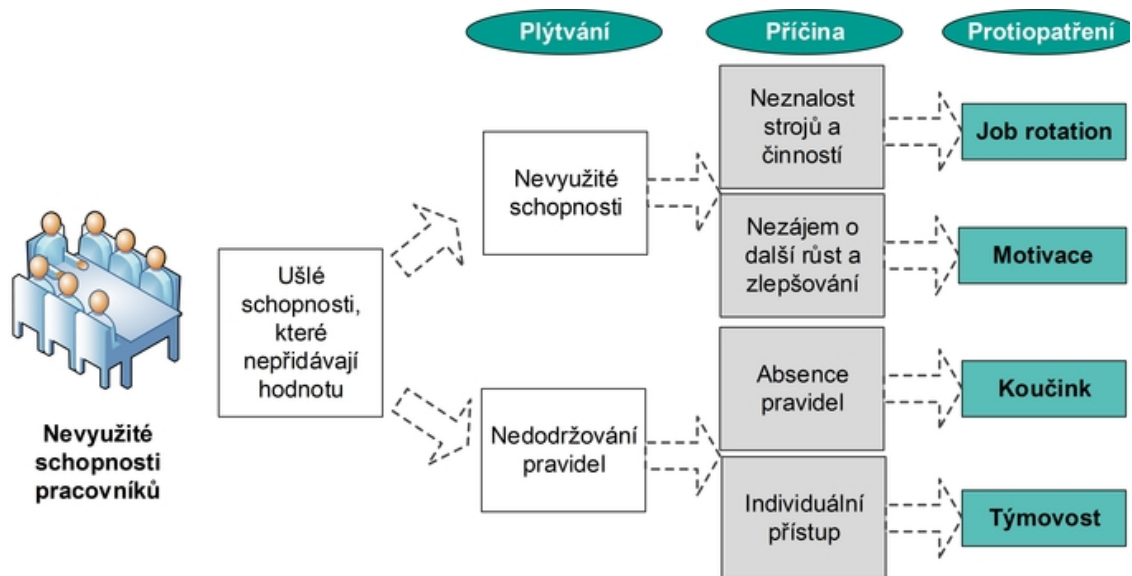 Plýtvání
Příčina
Protiopatření
Neznalost
strojů a
činností
Job rotation
Nevyužité
schopnosti
Nezájem o
další růst a
zlepšování
Motivace
Ušlé
schopnosti,
které
nepřidávají
hodnotu
Nevyužité
schopnosti
pracovníků
Absence
pravidel
Koučink
Nedodržování
pravidel
Individuální
přístup
Týmovost